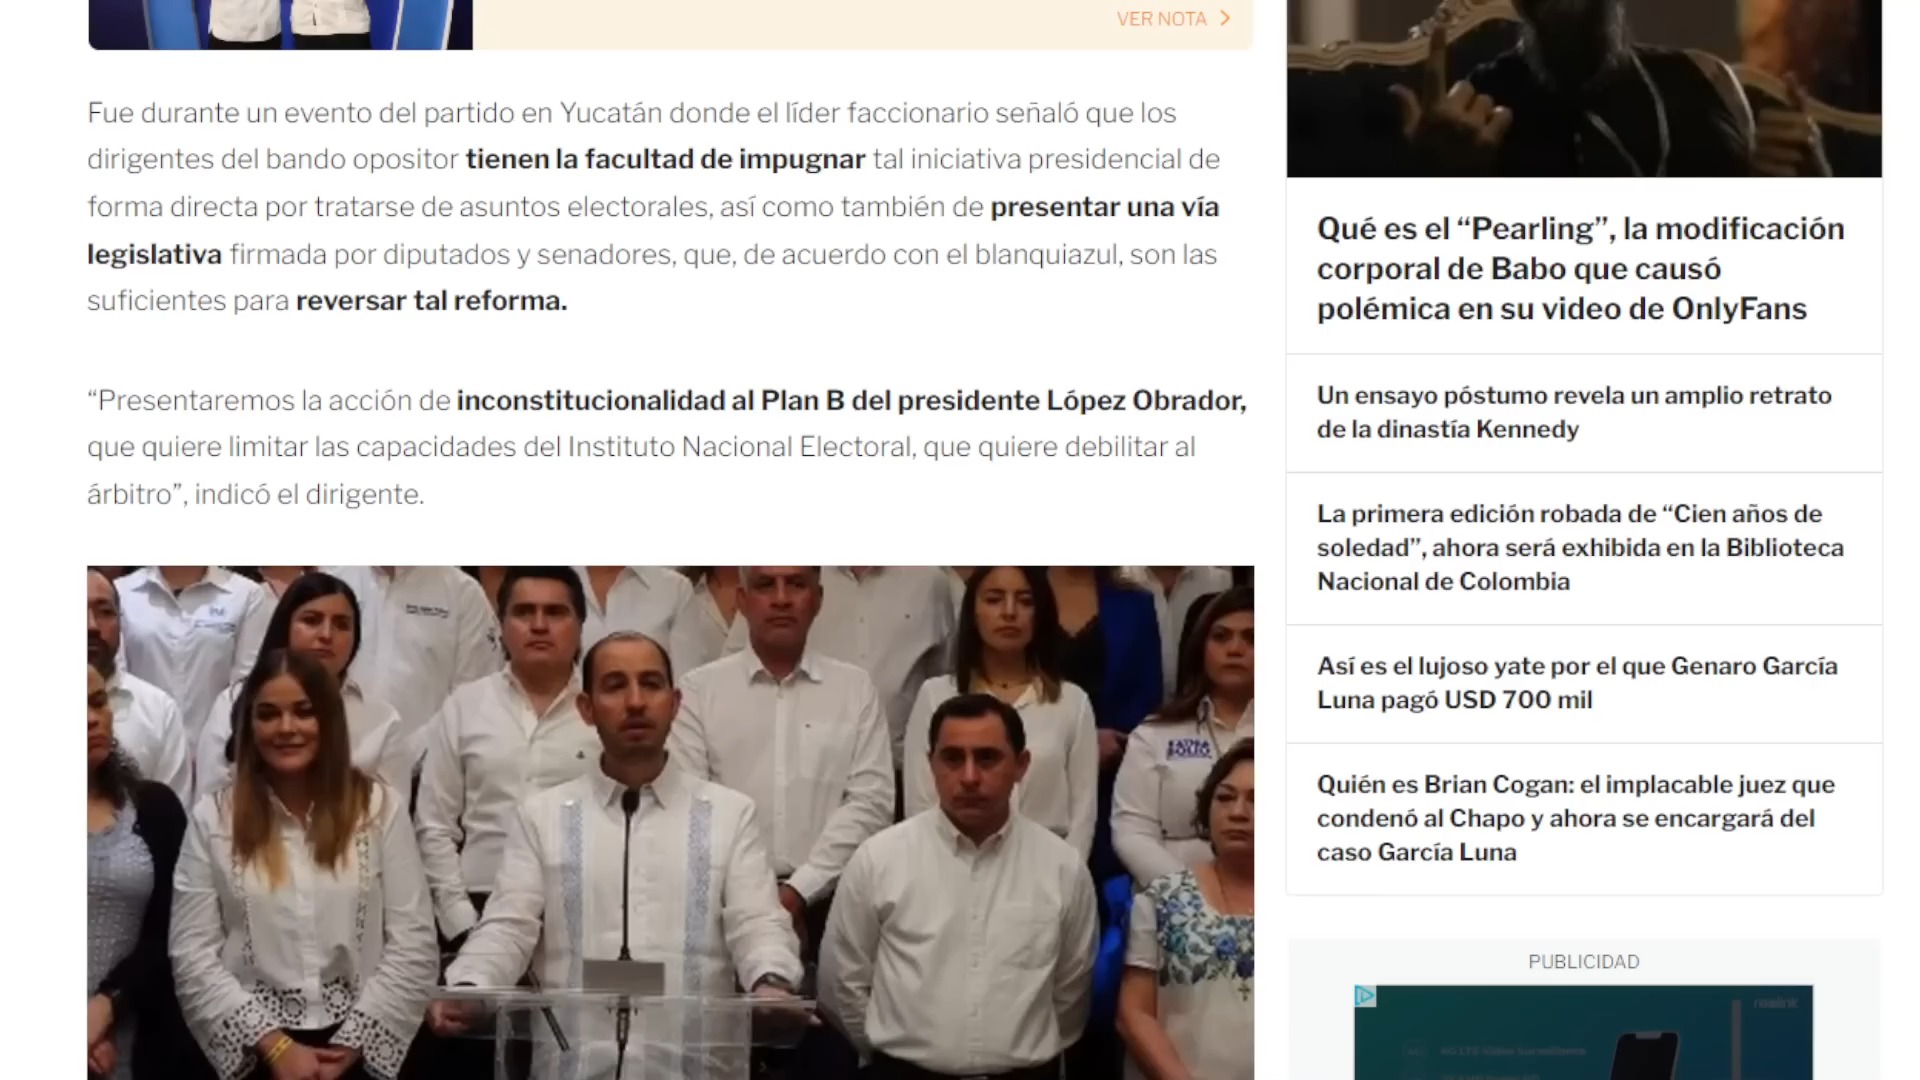 VER NOTA
Fue durante un evento del partido en Yucatán donde el líder faccionario señaló que los
dirigentes del bando opositor tienen la facultad de impugnar tal iniciativa presidencial de
forma directa por tratarse de asuntos electorales, así como también de presentar una vía
legislativa firmada por diputados y senadores, que, de acuerdo con el blanquiazul, son las
suficientes para reversar tal reforma.
“Presentaremos la acción de inconstitucionalidad al Plan B del presidente López Obrador,
que quiere limitar las capacidades del Instituto Nacional Electoral, que quiere debilitar al
árbitro”, indicó el dirigente.
Qué es el “Pearling”, la modificación
corporal de Babo que causó
polémica en su video de OnlyFans
Un ensayo póstumo revela un amplio retrato
de la dinastía Kennedy
La primera edición robada de “Cien años de
soledad”, ahora será exhibida en la Biblioteca
Nacional de Colombia
Así es el lujoso yate por el que Genaro García
Luna pagó USD 700 mil
Quién es Brian Cogan: el implacable juez que
condenó al Chapo y ahora se encargará del
caso García Luna
PUBLICIDAD
reolink